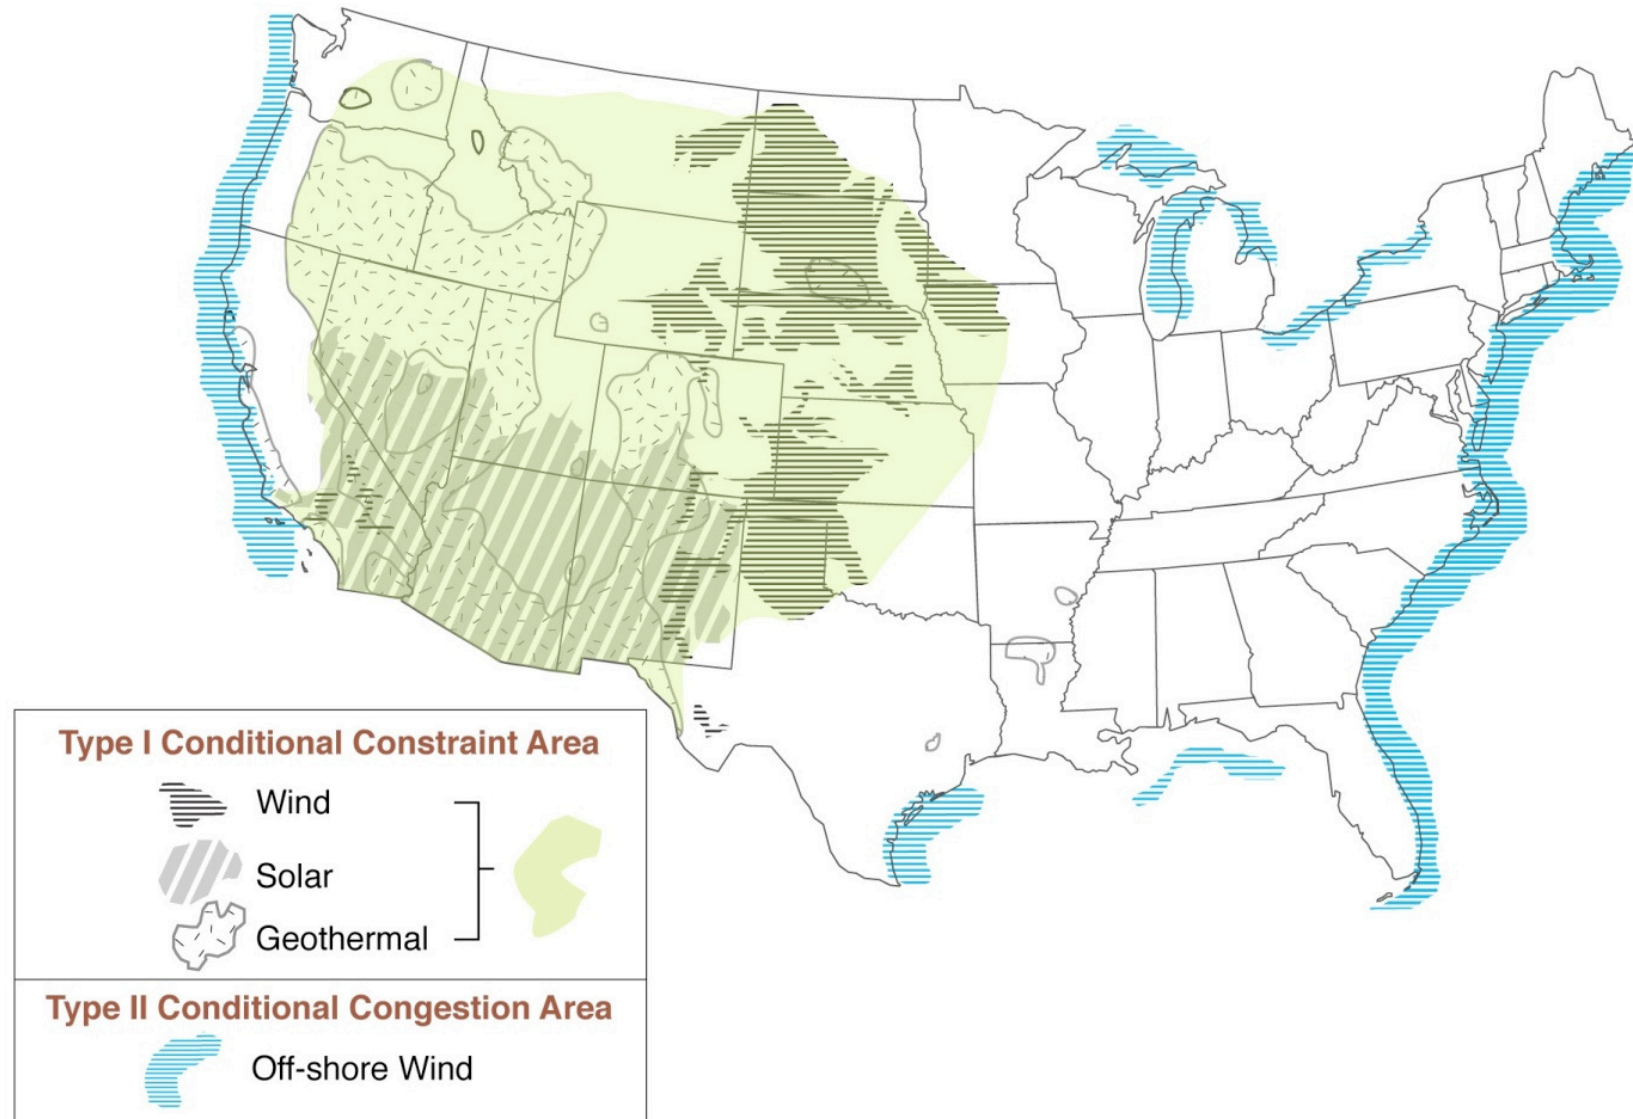 Type I Conditional Constraint Area
Wind
Solar
Geothermal
Type II Conditional Congestion Area
Off-shore Wind